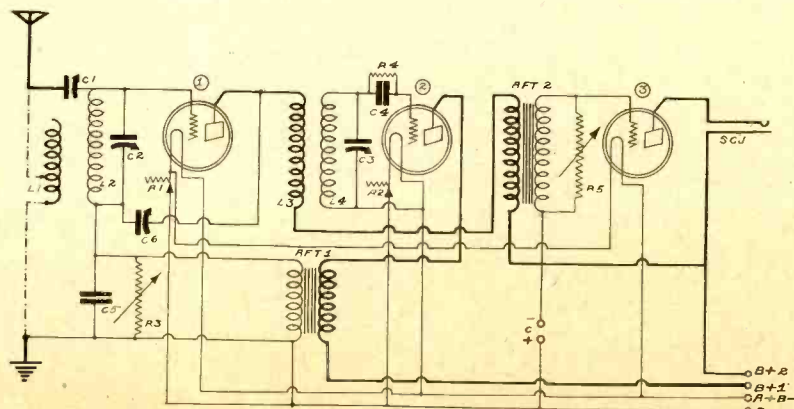 C1
①
R4
②
AFT 2
③
C4
C2
C3
SCJ
L1
L2
R1
L3
L4
R2
R5
C6
AFT 1
C5
R3
- C +
B+2
B+1
A+B-